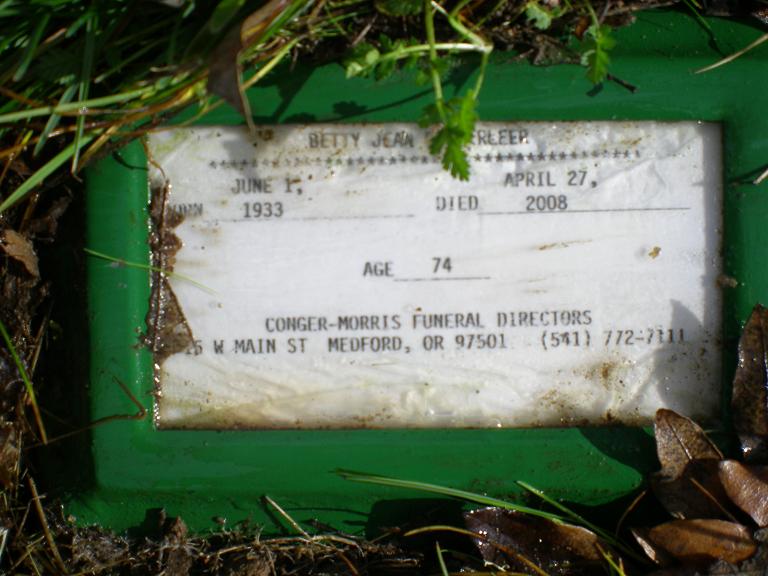 BETTY JEAN
****************************************
JUNE 1, APRIL 27,
1933 DIED 2008
AGE 74
CONGER-MORRIS FUNERAL DIRECTORS
W MAIN ST MEDFORD, OR 97501 (541) 772-7111